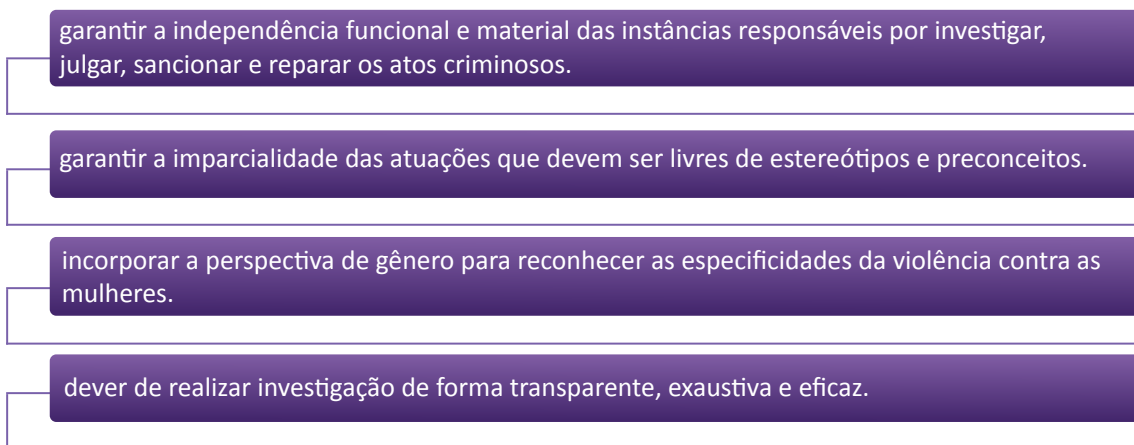 garantir a independência funcional e material das instâncias responsáveis por investigar,
julgar, sancionar e reparar os atos criminosos.
garantir a imparcialidade das atuações que devem ser livres de estereótipos e preconceitos.
incorporar a perspectiva de gênero para reconhecer as especificidades da violência contra as
mulheres.
dever de realizar investigação de forma transparente, exaustiva e eficaz.